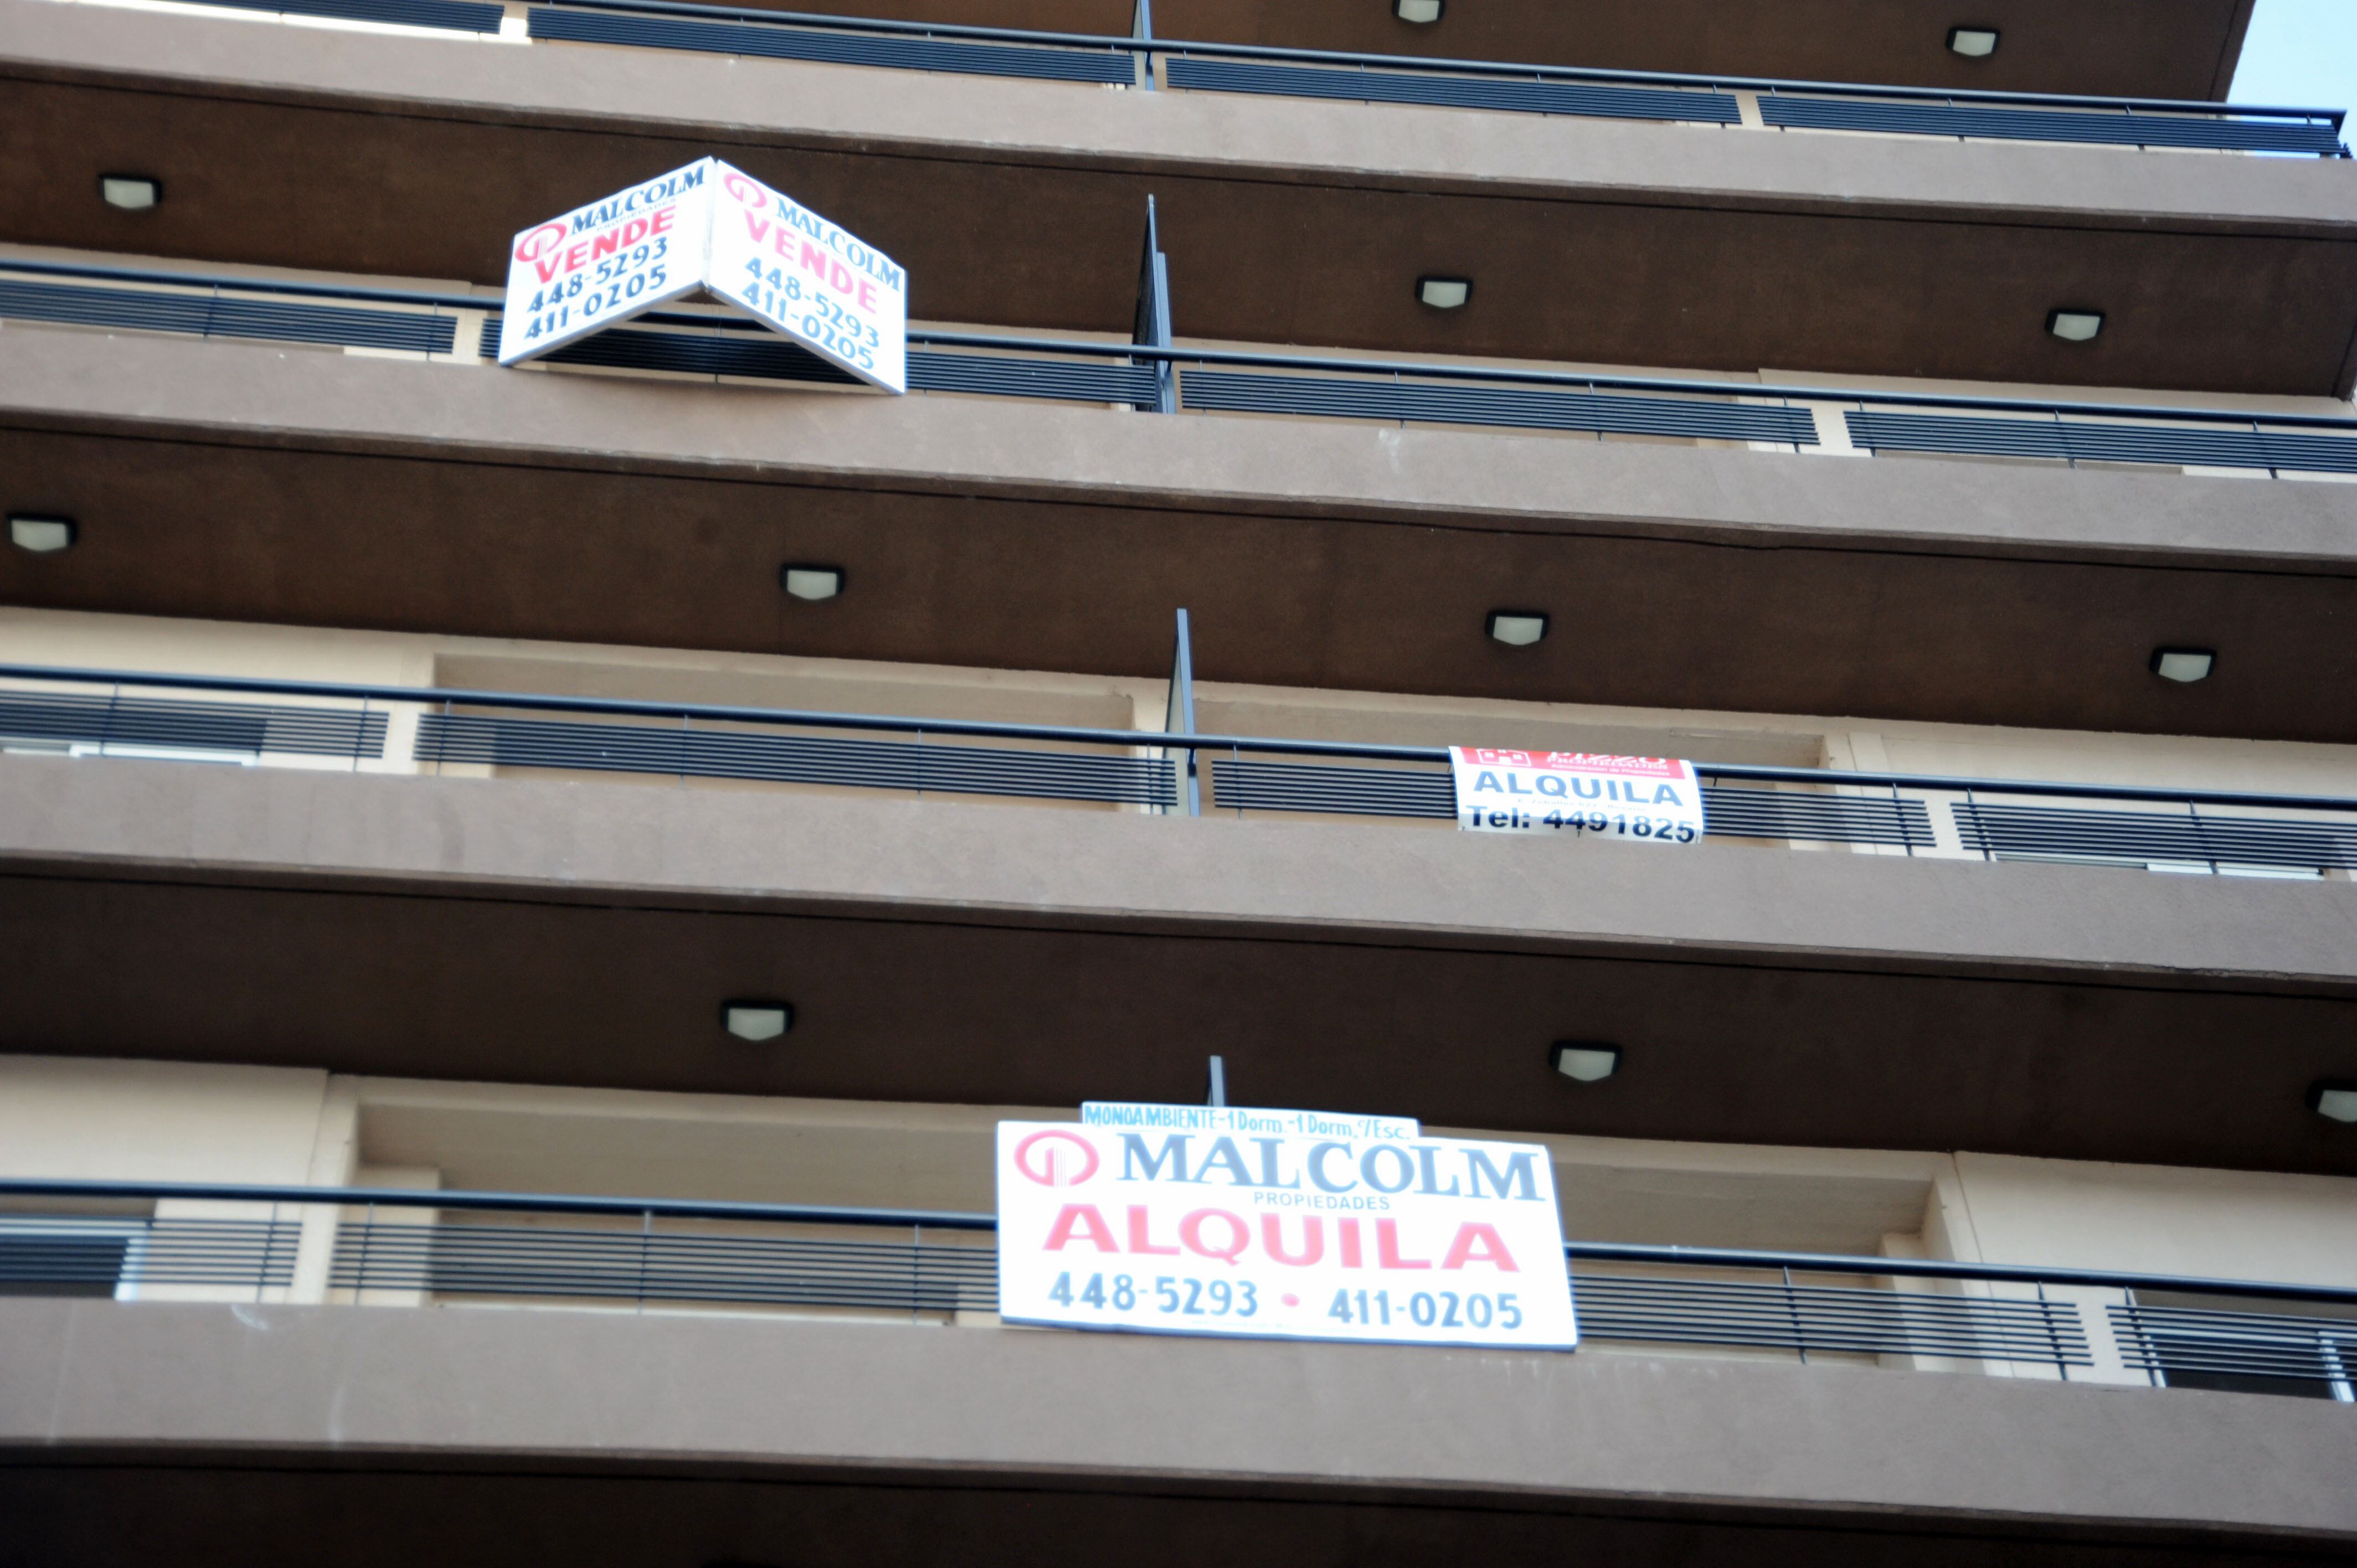 MALCOLM
PROPIEDADES
VENDE
448-5293
411-0205
MALCOLM
VENDE
448-5293
411-0205
PROPIEDADES
ALQUILA
Tel: 4491825
MONOAMBIENTE-1 Dorm.-1 Dorm. c/Esc.
MALCOLM
PROPIEDADES
ALQUILA
448-5293 • 411-0205